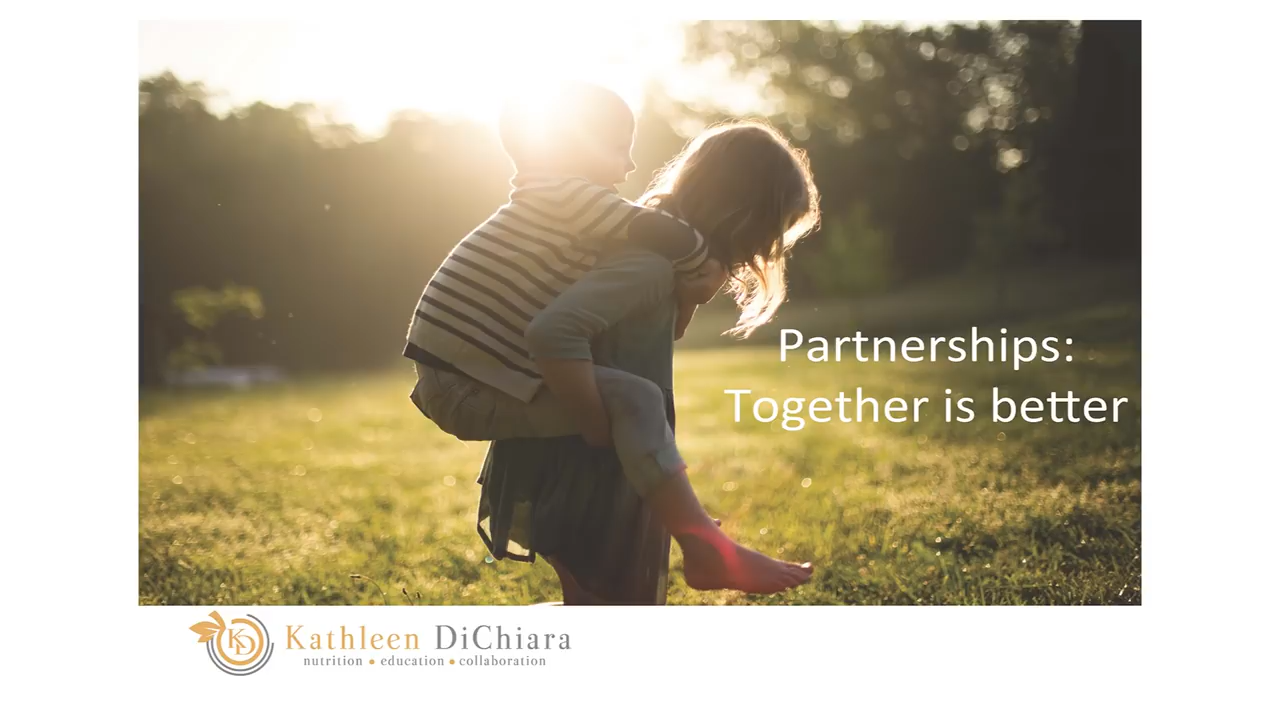 Partnerships:
Together is better
KD
Kathleen DiChiara
nutrition • education • collaboration